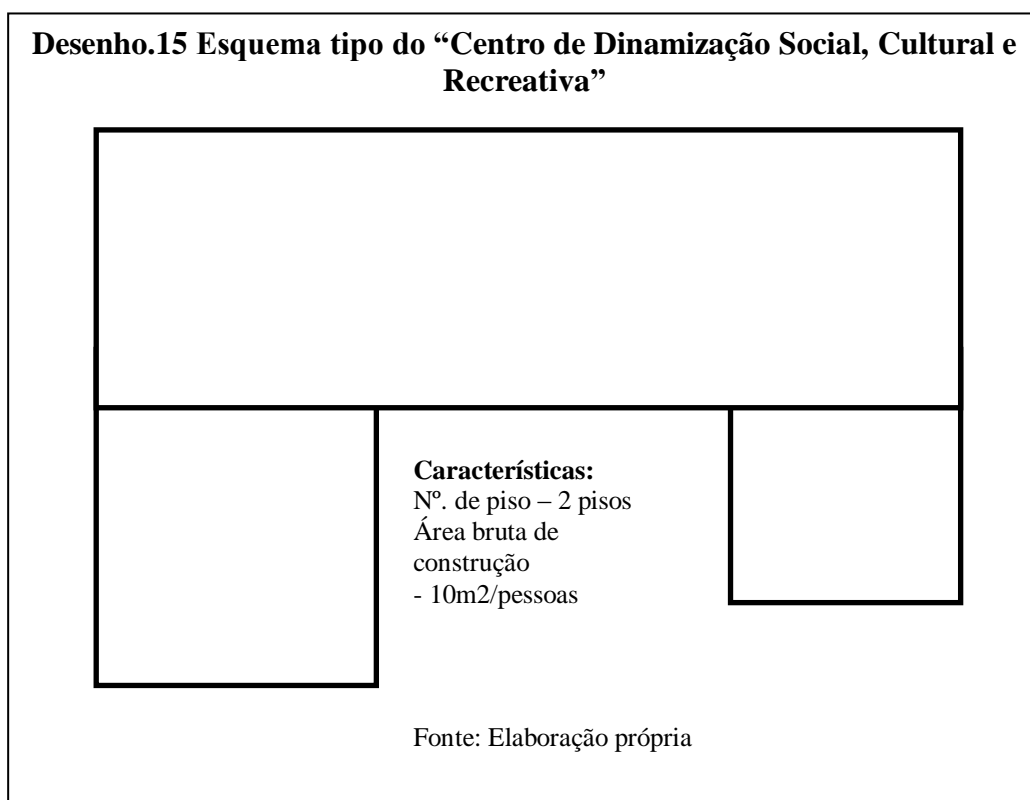 Desenho.15 Esquema tipo do “Centro de Dinamização Social, Cultural e
Recreativa”
Características:
Nº. de piso – 2 pisos
Área bruta de
construção
- 10m2/pessoas
Fonte: Elaboração própria